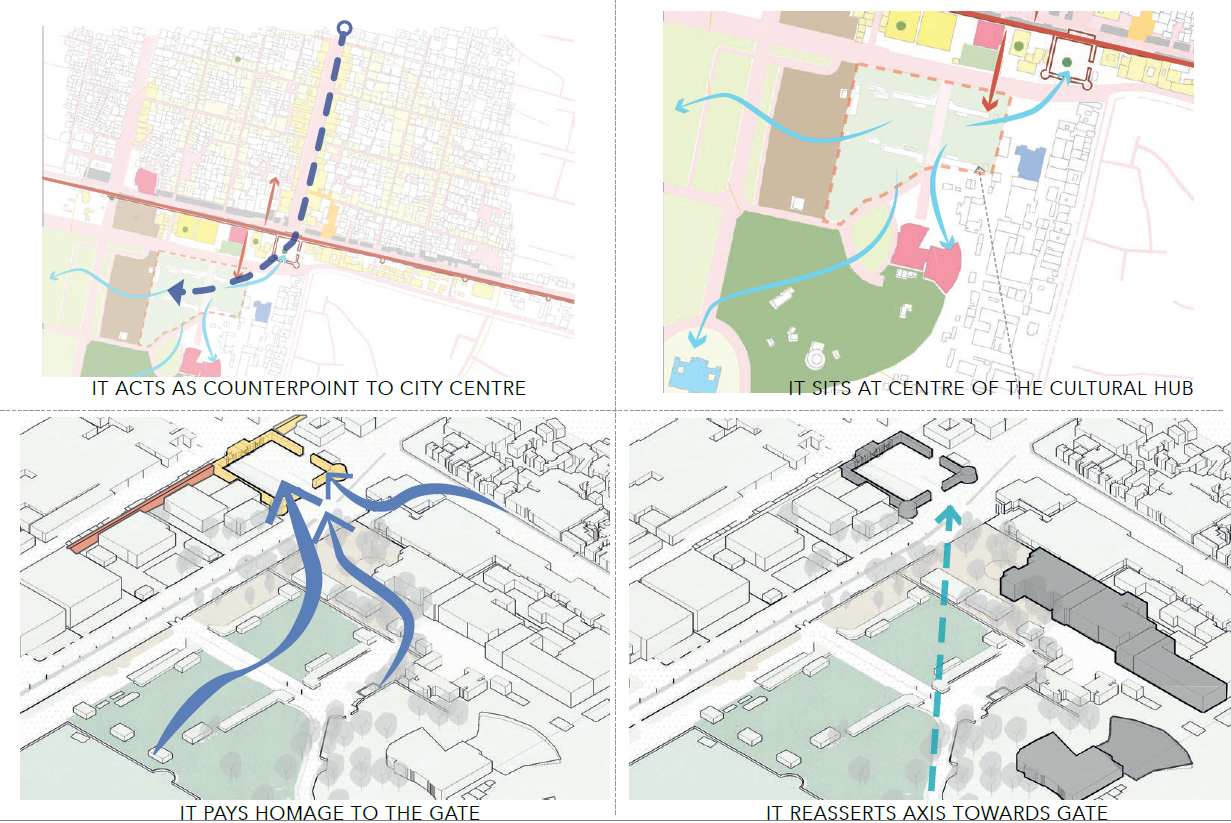 IT ACTS AS COUNTERPOINT TO CITY CENTRE
IT SITS AT CENTRE OF THE CULTURAL HUB
IT PAYS HOMAGE TO THE GATE
IT REASSERTS AXIS TOWARDS GATE